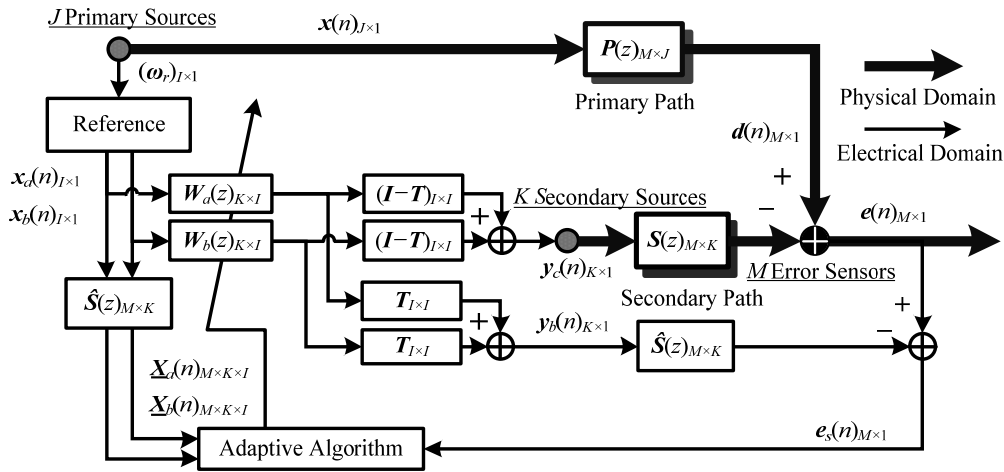 J Primary Sources
x(n)J×1
(ωr)I×1
P(z)M×J
Primary Path
Physical Domain
Electrical Domain
Reference
d(n)M×1
xa(n)I×1
xb(n)I×1
Wa(z)K×I
Wb(z)K×I
(I−T)I×I
(I−T)I×I
+
K Secondary Sources
S(z)M×K
yc(n)K×1
Secondary Path
+
−
e(n)M×1
M Error Sensors
Ŝ(z)M×K
TI×I
TI×I
+
yb(n)K×1
Ŝ(z)M×K
+
−
Xa(n)M×K×I
Xb(n)M×K×I
Adaptive Algorithm
es(n)M×1